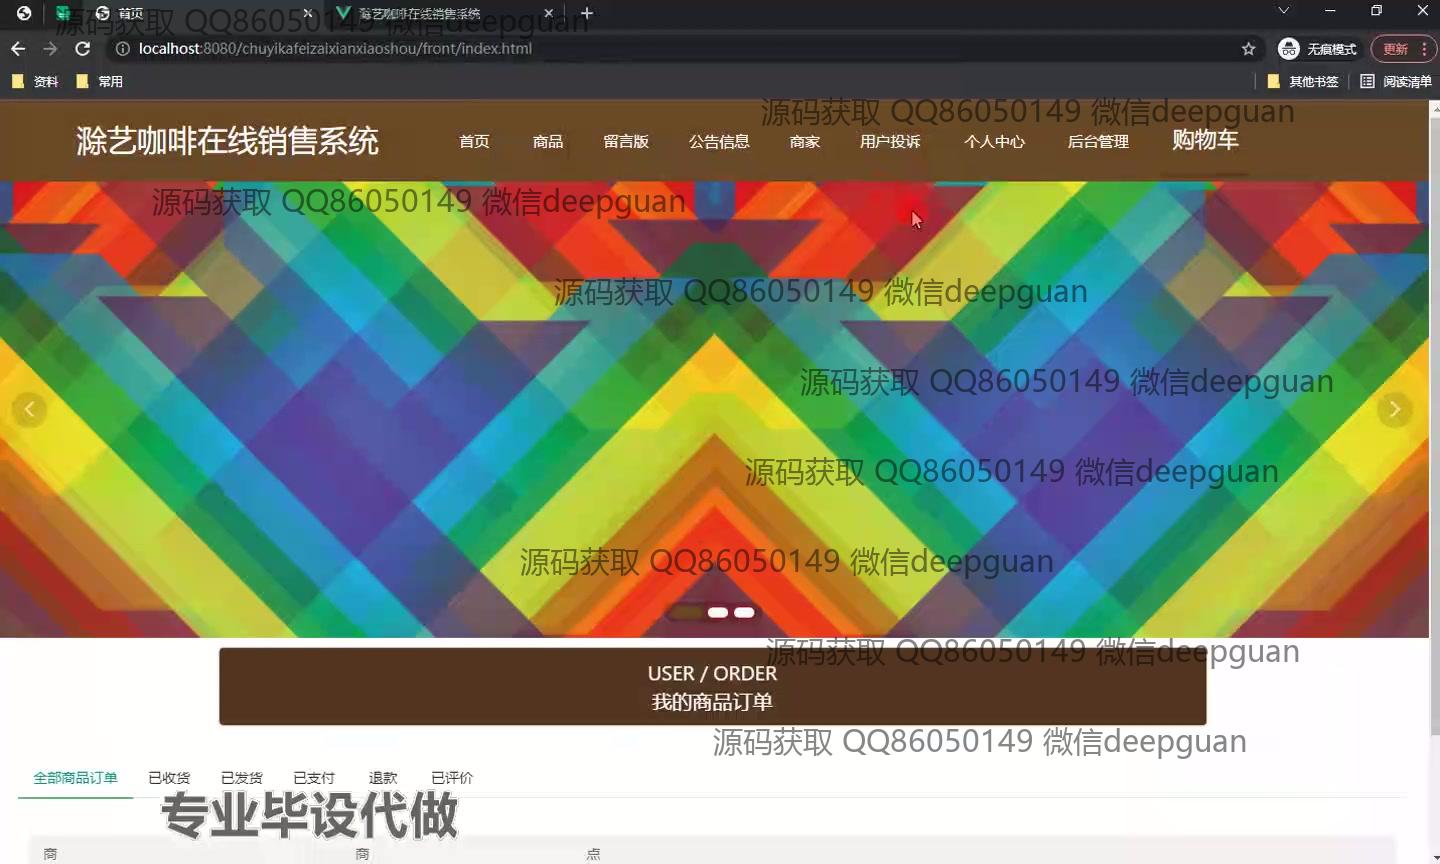 首页
滁艺咖啡在线销售系统
源码获取 QQ86050149 微信deepguan
localhost:8080/chuyikafeizaixianxiaoshou/front/index.html
无痕模式
更新
资料
常用
其他书签
阅读清单
源码获取 QQ86050149 微信deepguan
滁艺咖啡在线销售系统
首页
商品
留言版
公告信息
商家
用户投诉
个人中心
后台管理
购物车
源码获取 QQ86050149 微信deepguan
源码获取 QQ86050149 微信deepguan
源码获取 QQ86050149 微信deepguan
源码获取 QQ86050149 微信deepguan
源码获取 QQ86050149 微信deepguan
源码获取 QQ86050149 微信deepguan
USER / ORDER
我的商品订单
源码获取 QQ86050149 微信deepguan
全部商品订单
已收货
已发货
已支付
退款
已评价
专业毕设代做
商
商
点